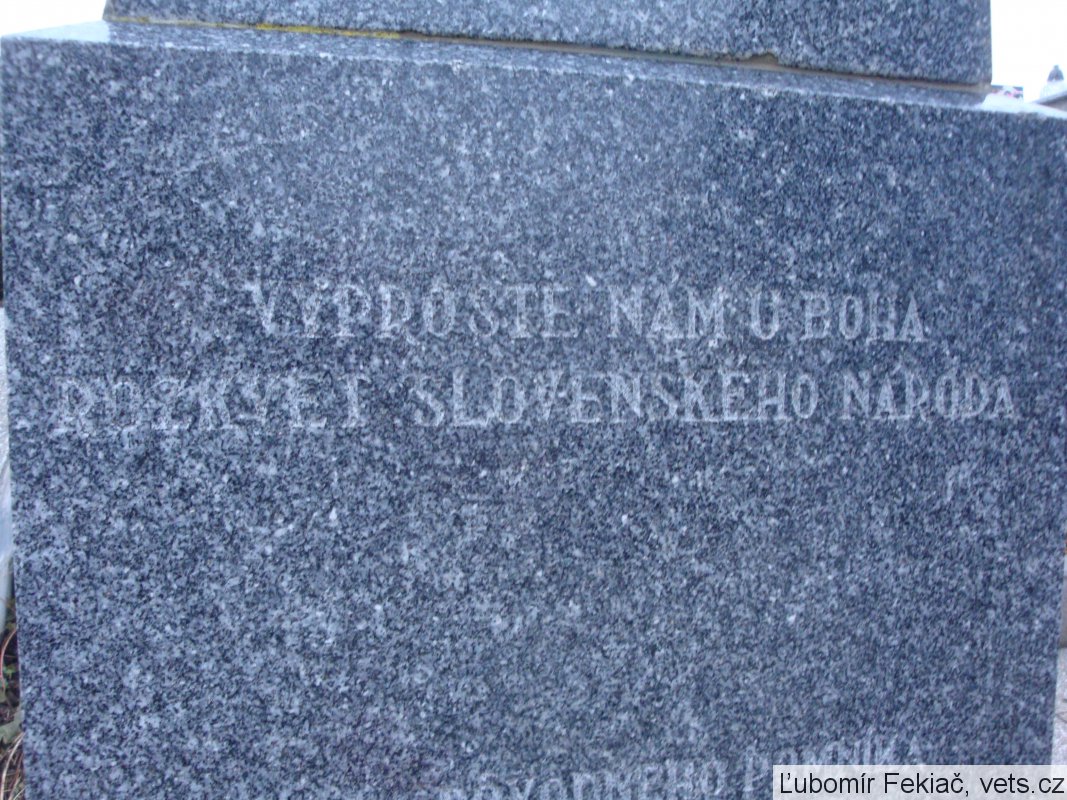 VYPROSTE NÁM U BOHA
ROZKVET SLOVENSKÉHO NÁRODA
Ľubomír Fekiač, vets.cz